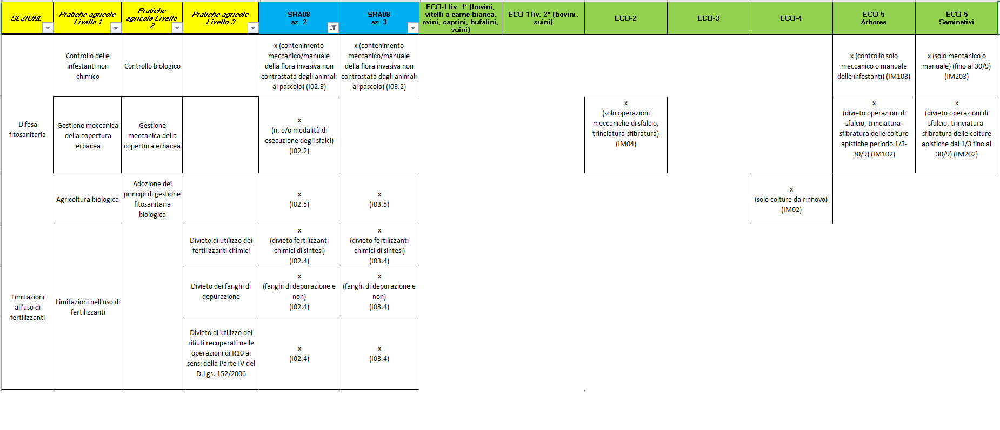 SEZIONE
Pratiche agricole
Livello 1
Pratiche
agricole Livello
2
Pratiche agricole
Livello 3
SRA08
az. 2
SRA08
az. 3
ECO-1 liv. 1* (bovini,
vitelli a carne bianca,
ovini, caprini, bufalini,
suini)
ECO-1 liv. 2* (bovini,
suini)
ECO-2
ECO-3
ECO-4
ECO-5
Arboree
ECO-5
Seminativi
Difesa
fitosanitaria
Controllo delle
infestanti non
chimico
Controllo biologico
x (contenimento
meccanico/manuale
della flora invasiva non
contrastata dagli animali
al pascolo) (I02.3)
x (contenimento
meccanico/manuale
della flora invasiva non
contrastata dagli animali
al pascolo) (I03.2)
x (controllo solo
meccanico o manuale
delle infestanti) (IM103)
x (solo meccanico o
manuale) (fino al 30/9)
(IM203)
Gestione meccanica
della copertura
erbacea
Gestione
meccanica della
copertura erbacea
x
(n. e/o modalità di
esecuzione degli sfalci)
(I02.2)
x
(solo operazioni
meccaniche di sfalcio,
trinciatura-sfibratura)
(IM04)
x
(divieto operazioni di
sfalcio, trinciatura-
sfibratura delle colture
apistiche periodo 1/3-
30/9) (IM102)
x
(divieto operazioni di
sfalcio, trinciatura-
sfibratura delle colture
apistiche dal 1/3 fino al
30/9) (IM202)
Agricoltura biologica
Adozione dei
principi di gestione
fitosanitaria
biologica
x
(I02.5)
x
(I03.5)
x
(solo colture da rinnovo)
(IM02)
Limitazioni
all'uso di
fertilizzanti
Limitazioni nell'uso di
fertilizzanti
Divieto di utilizzo dei
fertilizzanti chimici
x
(divieto fertilizzanti
chimici di sintesi)
(I02.4)
x
(divieto fertilizzanti
chimici di sintesi)
(I03.4)
Divieto dei fanghi di
depurazione
x
(fanghi di depurazione e
non)
(I02.4)
x
(fanghi di depurazione e
non)
(I03.4)
Divieto di utilizzo dei
rifiuti recuperati nelle
operazioni di R10 ai
sensi della Parte IV del
D.Lgs. 152/2006
x
(I02.4)
x
(I03.4)